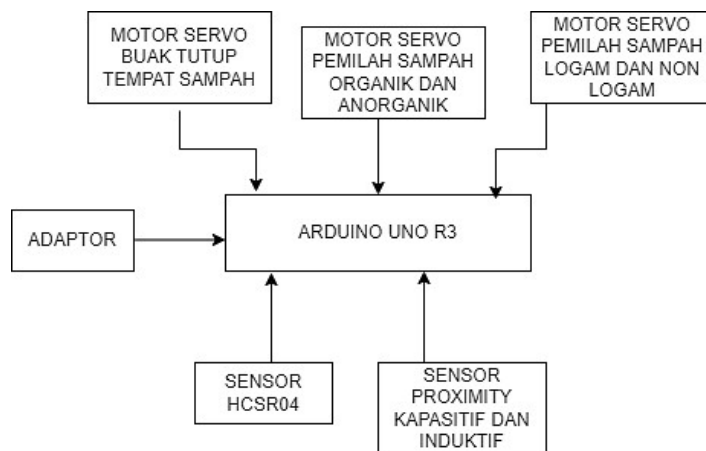 MOTOR SERVO
BUAK TUTUP
TEMPAT SAMPAH
MOTOR SERVO
PEMILAH SAMPAH
ORGANIK DAN
ANORGANIK
MOTOR SERVO
PEMILAH SAMPAH
LOGAM DAN NON
LOGAM
ADAPTOR
ARDUINO UNO R3
SENSOR
HCSR04
SENSOR
PROXIMITY
KAPASITIF DAN
INDUKTIF